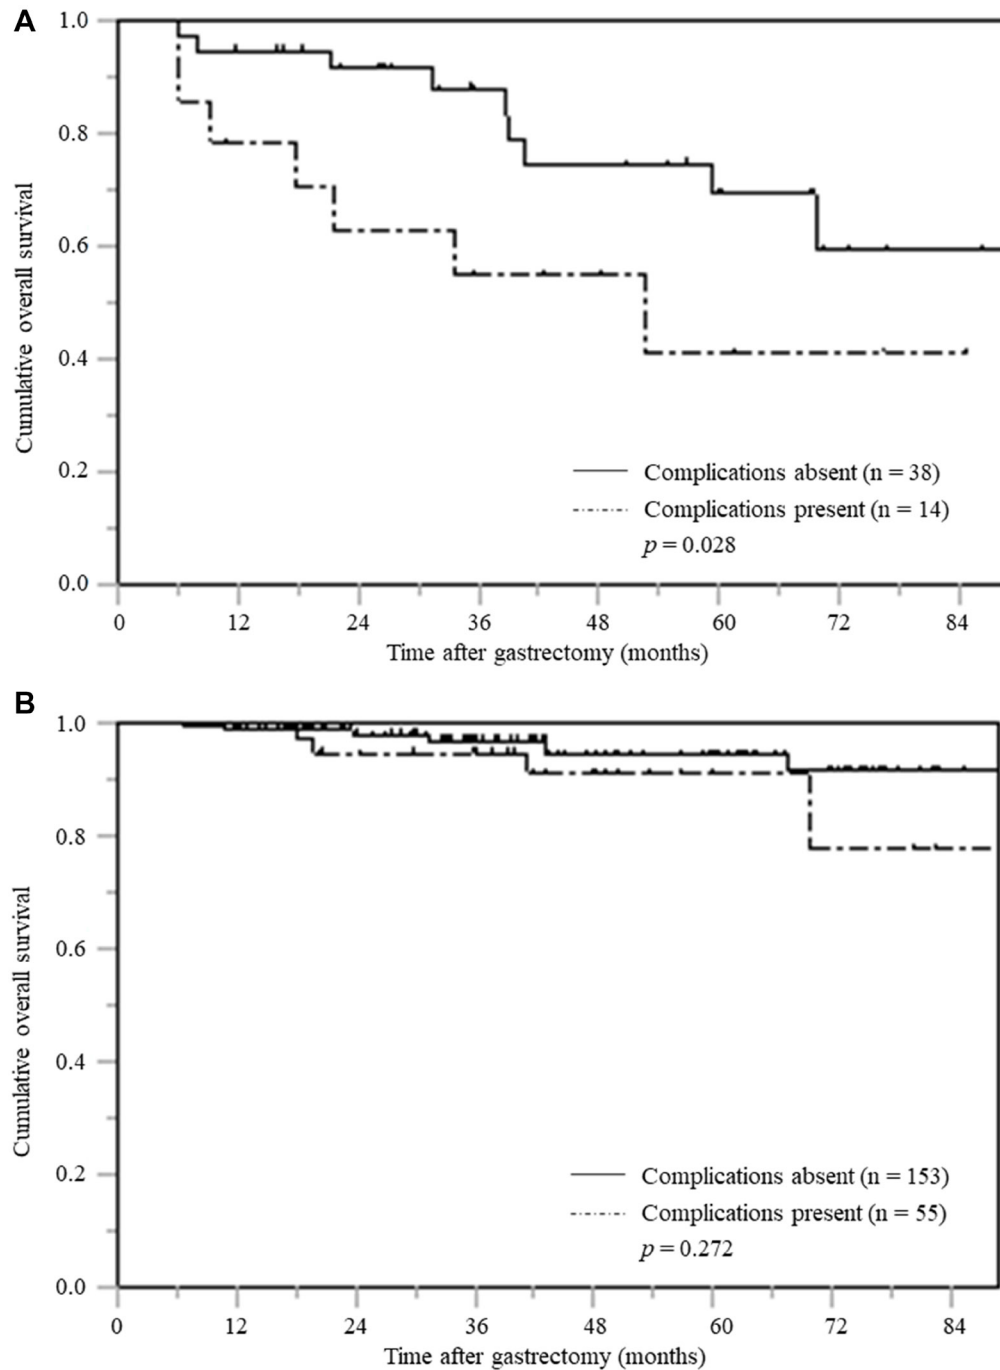 A
Cumulative overall survival
1.0
0.8
0.6
0.4
0.2
0.0
Complications absent (n = 38)
Complications present (n = 14)
p = 0.028
0 12 24 36 48 60 72 84
Time after gastrectomy (months)
B
Cumulative overall survival
1.0
0.8
0.6
0.4
0.2
0.0
Complications absent (n = 153)
Complications present (n = 55)
p = 0.272
0 12 24 36 48 60 72 84
Time after gastrectomy (months)